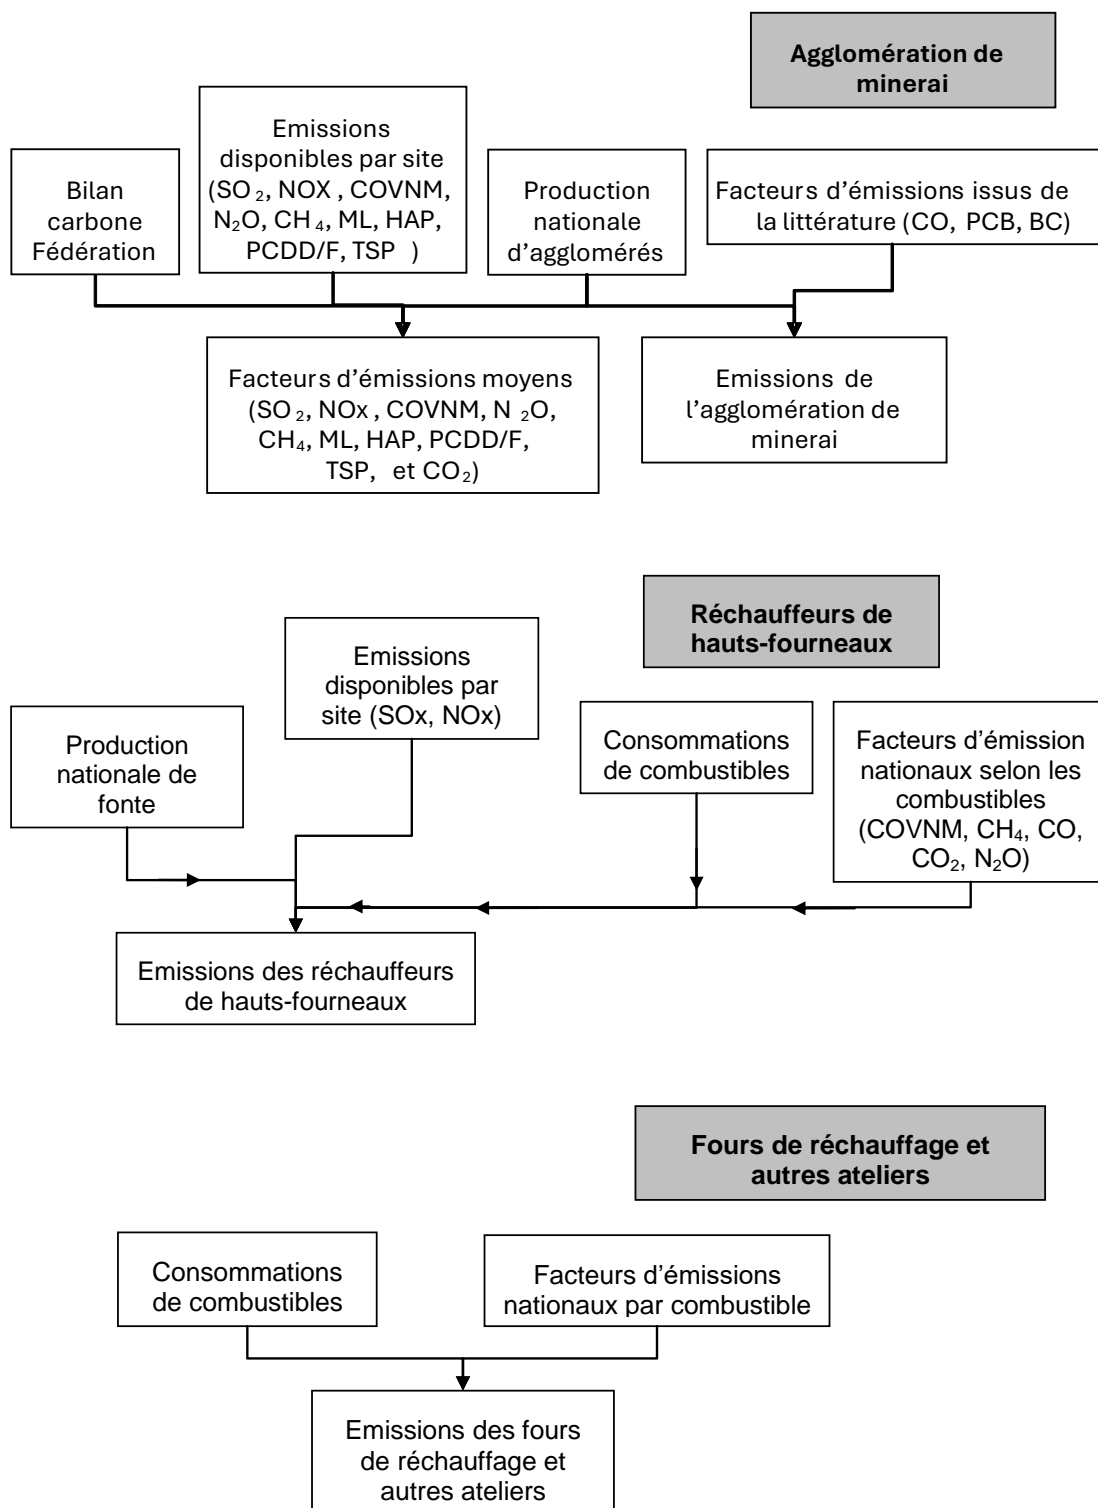 Agglomération de
minerai
Bilan
carbone
Fédération
Emissions
disponibles par site
(SO₂, NOX , COVNM,
N₂O, CH₄, ML, HAP,
PCDD/F, TSP )
Production
nationale
d’agglomérés
Facteurs d’émissions issus de
la littérature (CO, PCB, BC)
Facteurs d’émissions moyens
(SO₂, NOx , COVNM, N ₂O,
CH₄, ML, HAP, PCDD/F,
TSP, et CO₂)
Emissions de
l’agglomération de
minerai
Réchauffeurs de
hauts-fourneaux
Production
nationale de
fonte
Emissions
disponibles par
site (SOx, NOx)
Consommations
de combustibles
Facteurs d’émission
nationaux selon les
combustibles
(COVNM, CH₄, CO,
CO₂, N₂O)
Emissions des réchauffeurs
de hauts-fourneaux
Fours de réchauffage et
autres ateliers
Consommations
de combustibles
Facteurs d’émissions
nationaux par combustible
Emissions des fours
de réchauffage et
autres ateliers